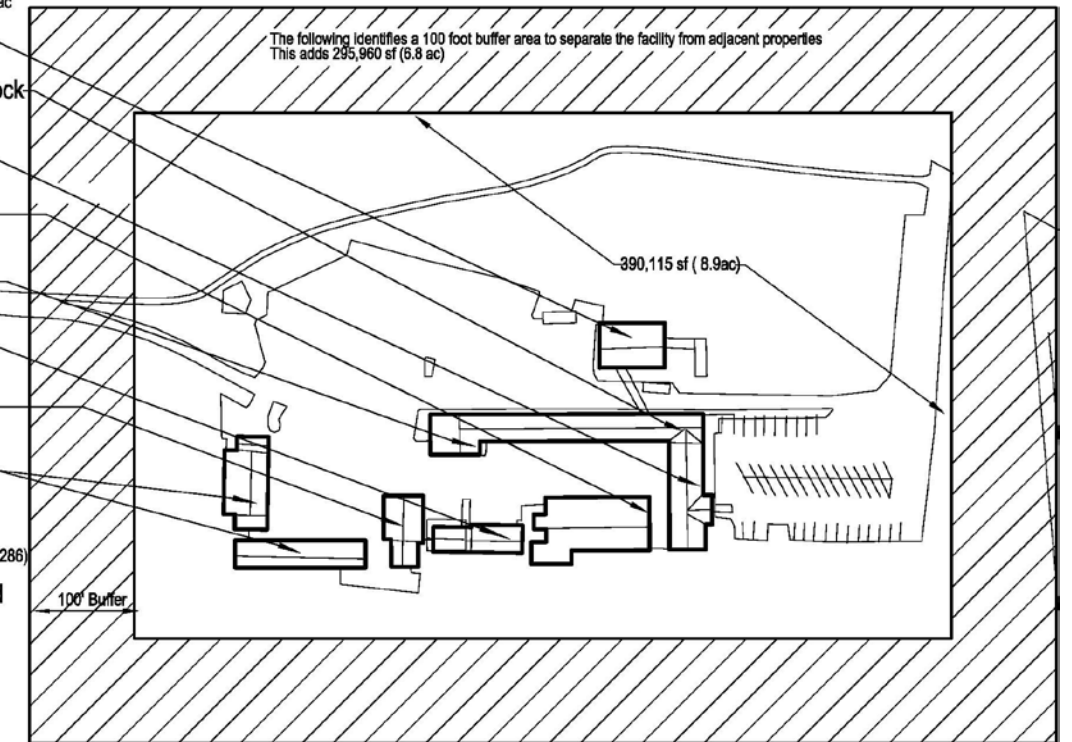 ac
The following identifies a 100 foot buffer area to separate the facility from adjacent properties
This adds 295,960 sf (6.8 ac)
ock
390,115 sf ( 8.9ac)
286)
100' Buffer